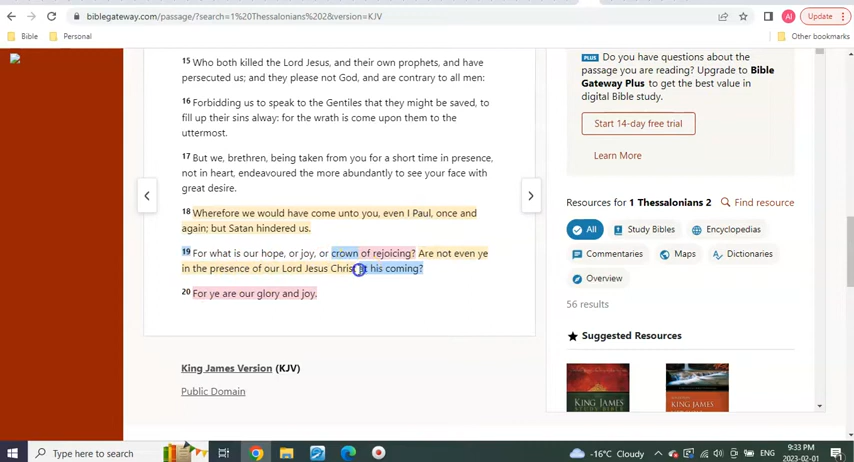 biblegateway.com/passage/?search=1%20Thessalonians%202&version=KJV
AI
Update
Bible
Personal
Other bookmarks
15 Who both killed the Lord Jesus, and their own prophets, and have
persecuted us; and they please not God, and are contrary to all men:
16 Forbidding us to speak to the Gentiles that they might be saved, to
fill up their sins alway: for the wrath is come upon them to the
uttermost.
17 But we, brethren, being taken from you for a short time in presence,
not in heart, endeavoured the more abundantly to see your face with
great desire.
18 Wherefore we would have come unto you, even I Paul, once and
again; but Satan hindered us.
19 For what is our hope, or joy, or crown of rejoicing? Are not even ye
in the presence of our Lord Jesus Christ at his coming?
20 For ye are our glory and joy.
King James Version (KJV)
Public Domain
PLUS Do you have questions about the
passage you are reading? Upgrade to Bible
Gateway Plus to get the best value in
digital Bible study.
Start 14-day free trial
Learn More
Resources for 1 Thessalonians 2
Find resource
All
Study Bibles
Encyclopedias
Commentaries
Maps
Dictionaries
Overview
56 results
Suggested Resources
KING JAMES
KING JAMES
Type here to search
-16°C Cloudy
ENG
9:33 PM
2023-02-01